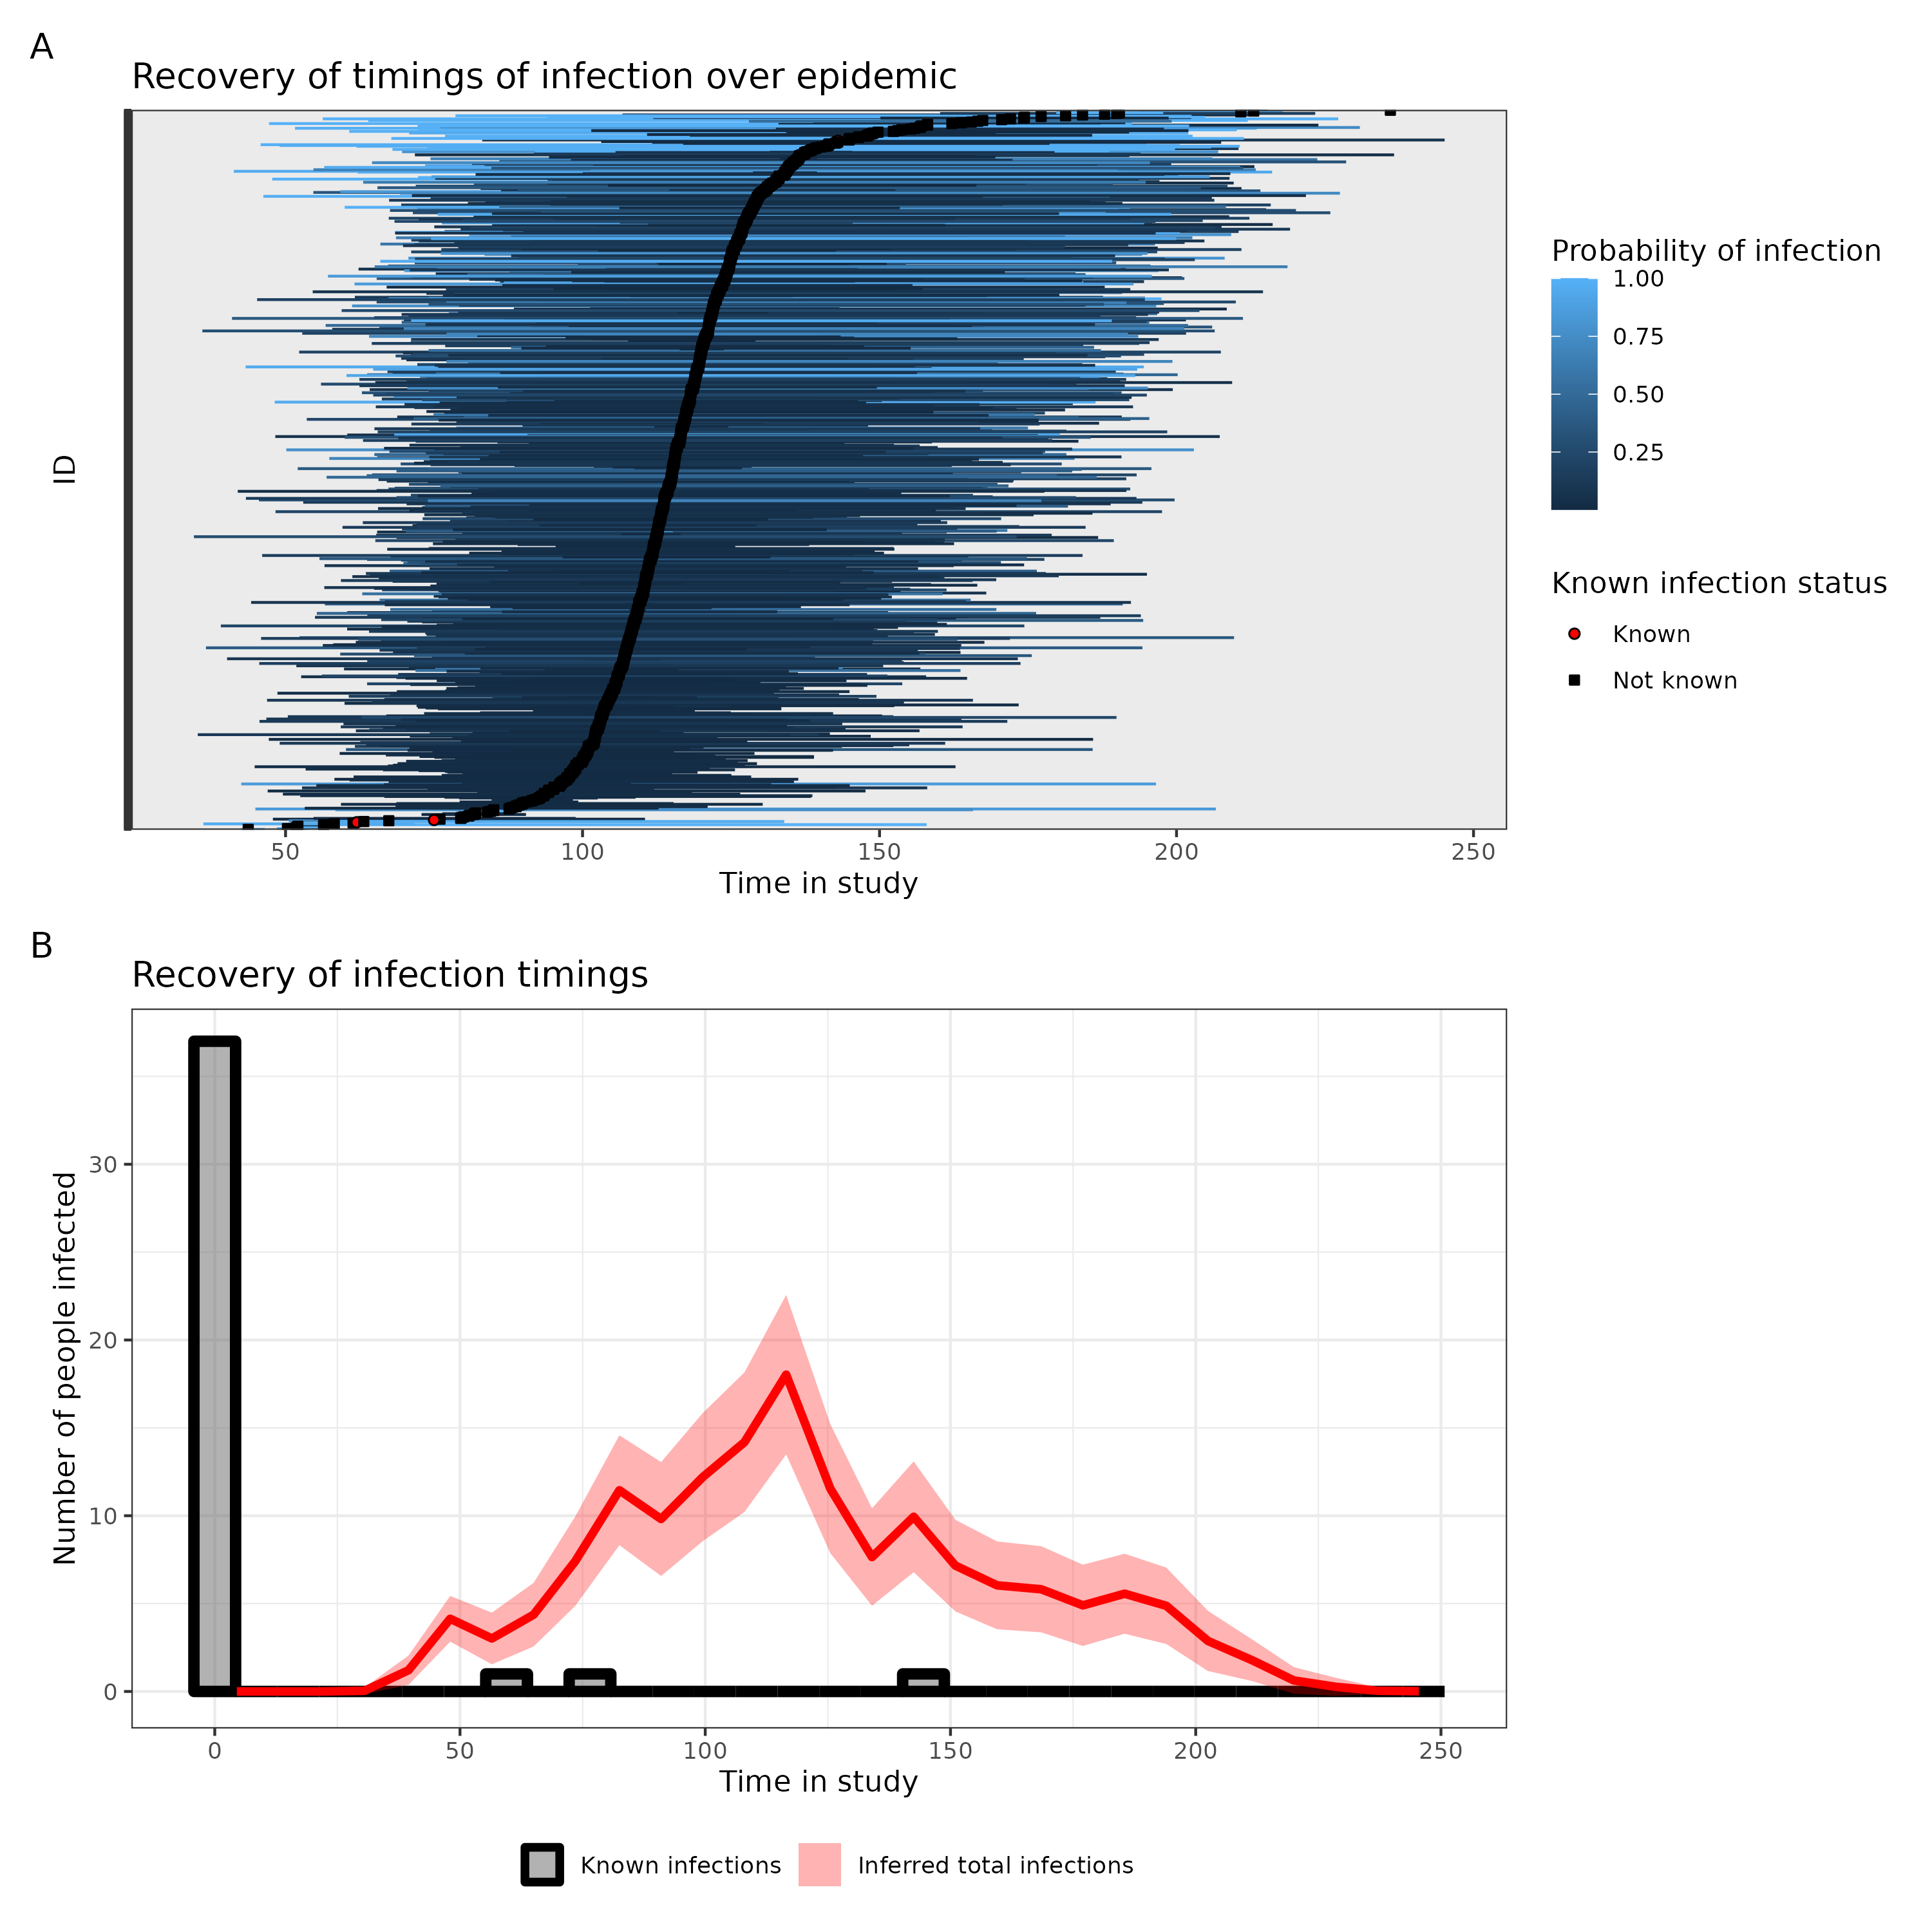 A
Recovery of timings of infection over epidemic
ID
50 100 150 200 250
Time in study
Probability of infection
1.00
0.75
0.50
0.25
Known infection status
Known
Not known
B
Recovery of infection timings
Number of people infected
30
20
10
0
0 50 100 150 200 250
Time in study
Known infections Inferred total infections